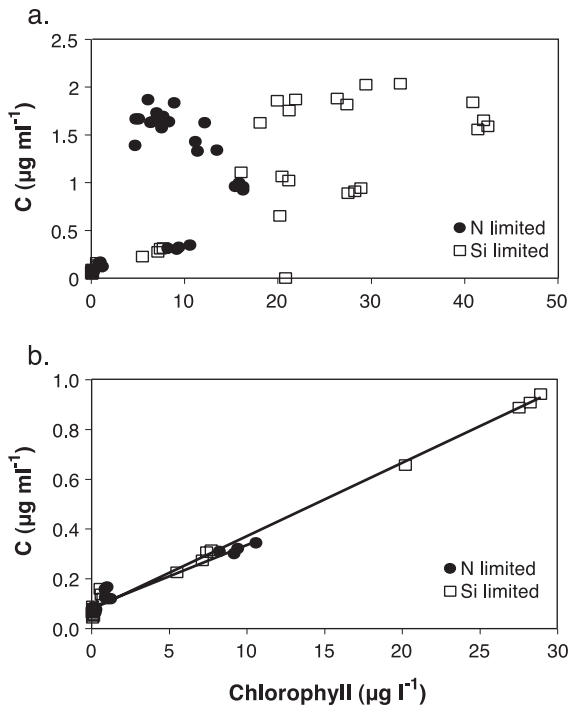 a.
2.5
2
1.5
1
0.5
0
C (µg ml⁻¹)
N limited
Si limited
0 10 20 30 40 50
b.
1.0
0.8
0.6
0.4
0.2
0.0
C (µg ml⁻¹)
N limited
Si limited
0 5 10 15 20 25 30
Chlorophyll (µg l⁻¹)